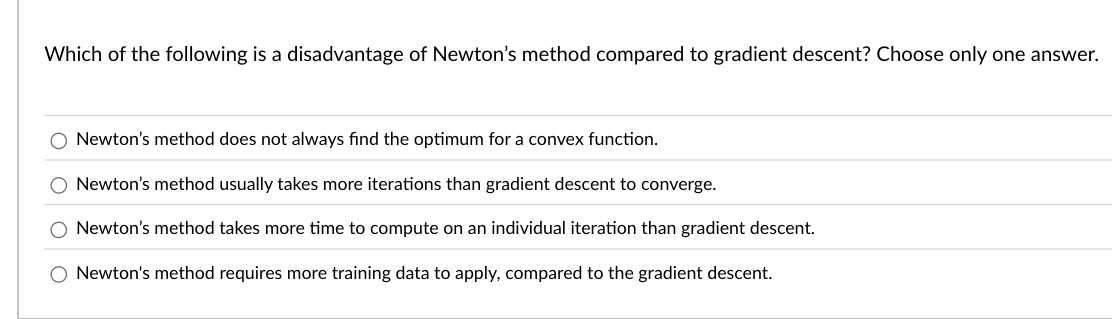 Which of the following is a disadvantage of Newton’s method compared to gradient descent? Choose only one answer.
Newton’s method does not always find the optimum for a convex function.
Newton’s method usually takes more iterations than gradient descent to converge.
Newton’s method takes more time to compute on an individual iteration than gradient descent.
Newton's method requires more training data to apply, compared to the gradient descent.